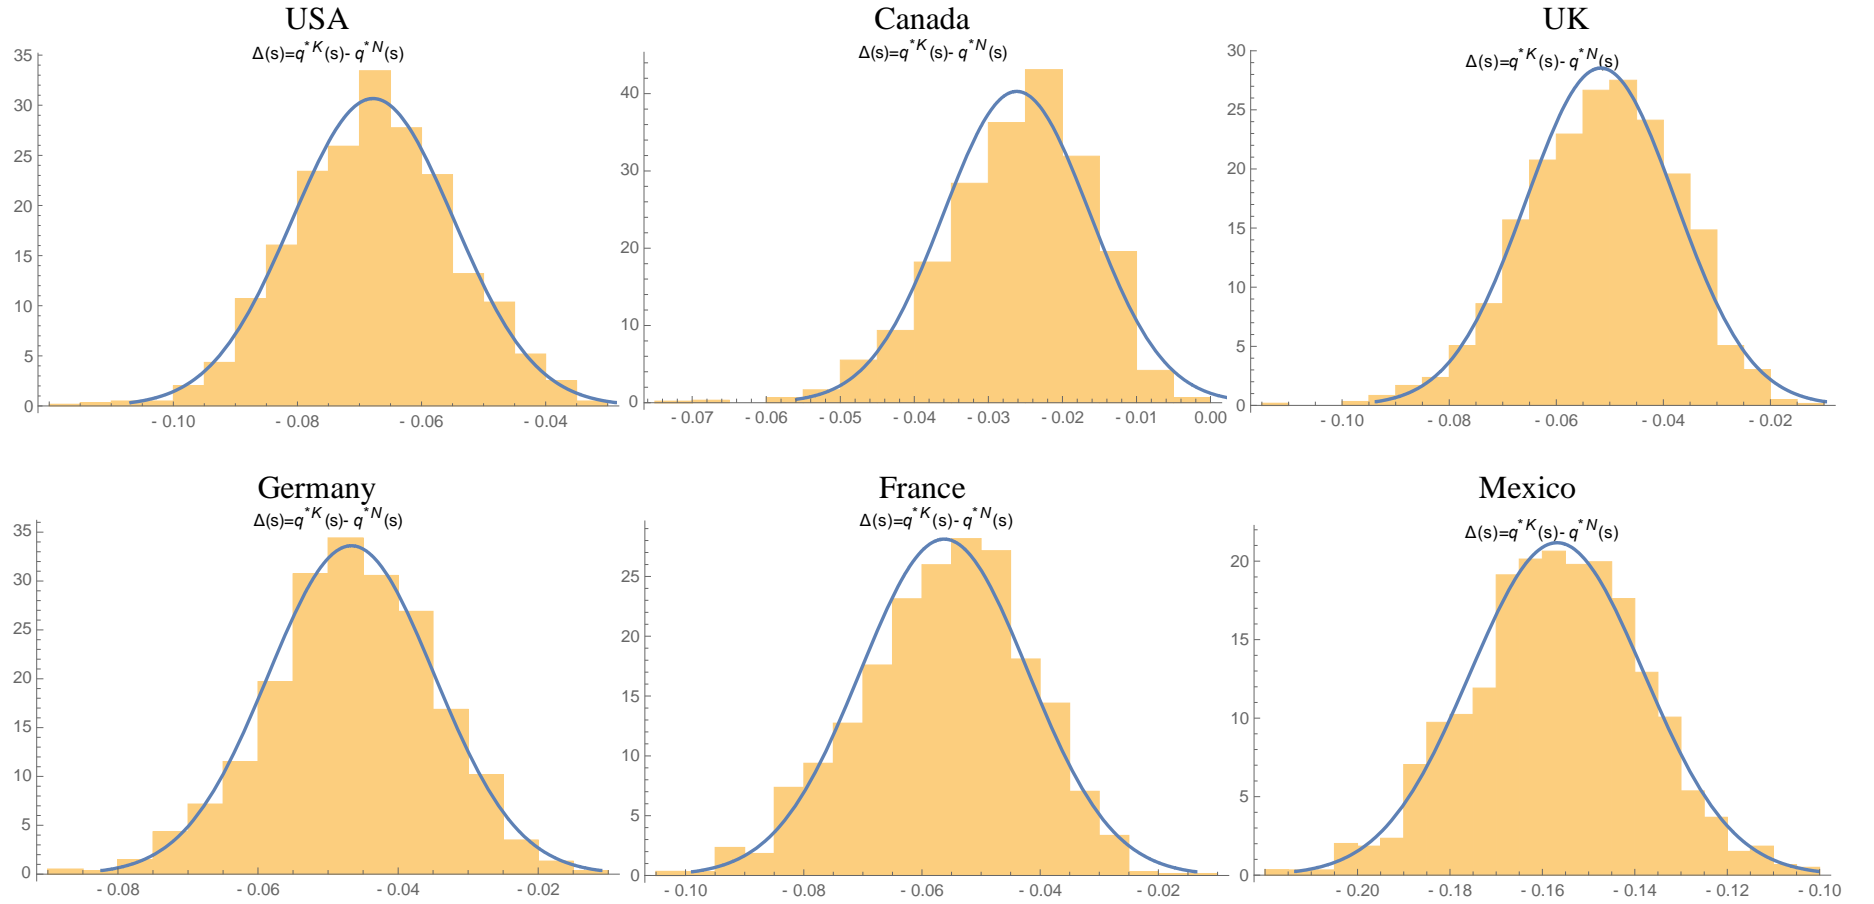 USA
Δ(s)=q*K(s)- q*N(s)
35
30
25
20
15
10
5
0
- 0.10 - 0.08 - 0.06 - 0.04
Canada
Δ(s)=q*K(s)- q*N(s)
40
30
20
10
0
- 0.07 - 0.06 - 0.05 - 0.04 - 0.03 - 0.02 - 0.01 0.00
UK
Δ(s)=q*K(s)- q*N(s)
30
25
20
15
10
5
0
- 0.10 - 0.08 - 0.06 - 0.04 - 0.02
Germany
Δ(s)=q*K(s)- q*N(s)
35
30
25
20
15
10
5
0
- 0.08 - 0.06 - 0.04 - 0.02
France
Δ(s)=q*K(s)- q*N(s)
25
20
15
10
5
0
- 0.10 - 0.08 - 0.06 - 0.04 - 0.02
Mexico
Δ(s)=q*K(s)- q*N(s)
20
15
10
5
0
- 0.20 - 0.18 - 0.16 - 0.14 - 0.12 - 0.10